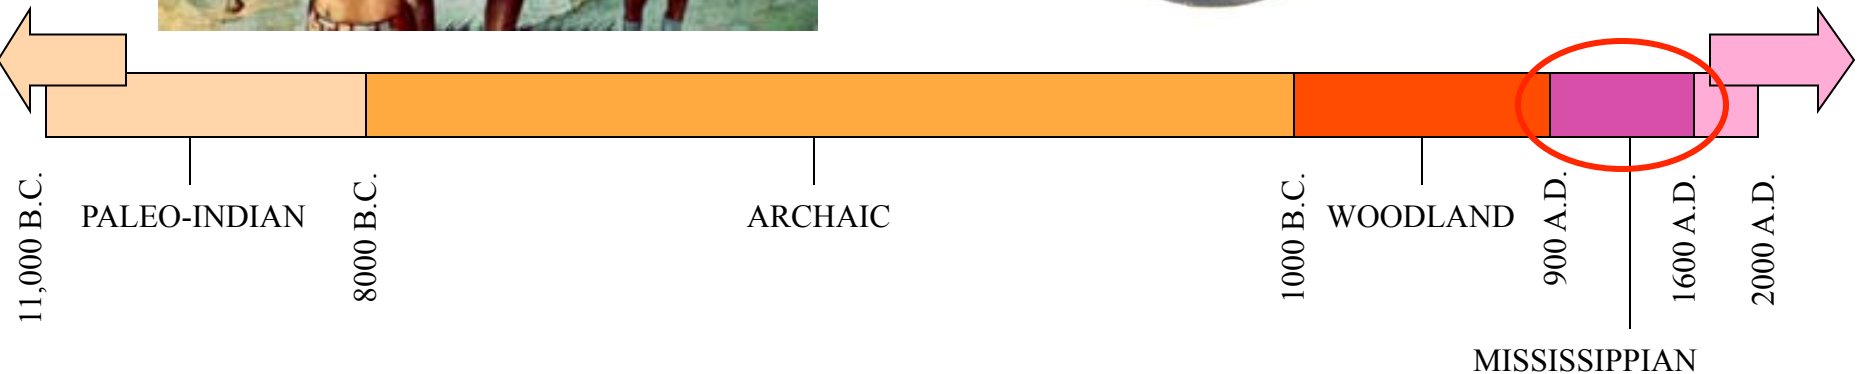 11,000 B.C.
PALEO-INDIAN
8000 B.C.
ARCHAIC
1000 B.C.
WOODLAND
900 A.D.
1600 A.D.
2000 A.D.
MISSISSIPPIAN